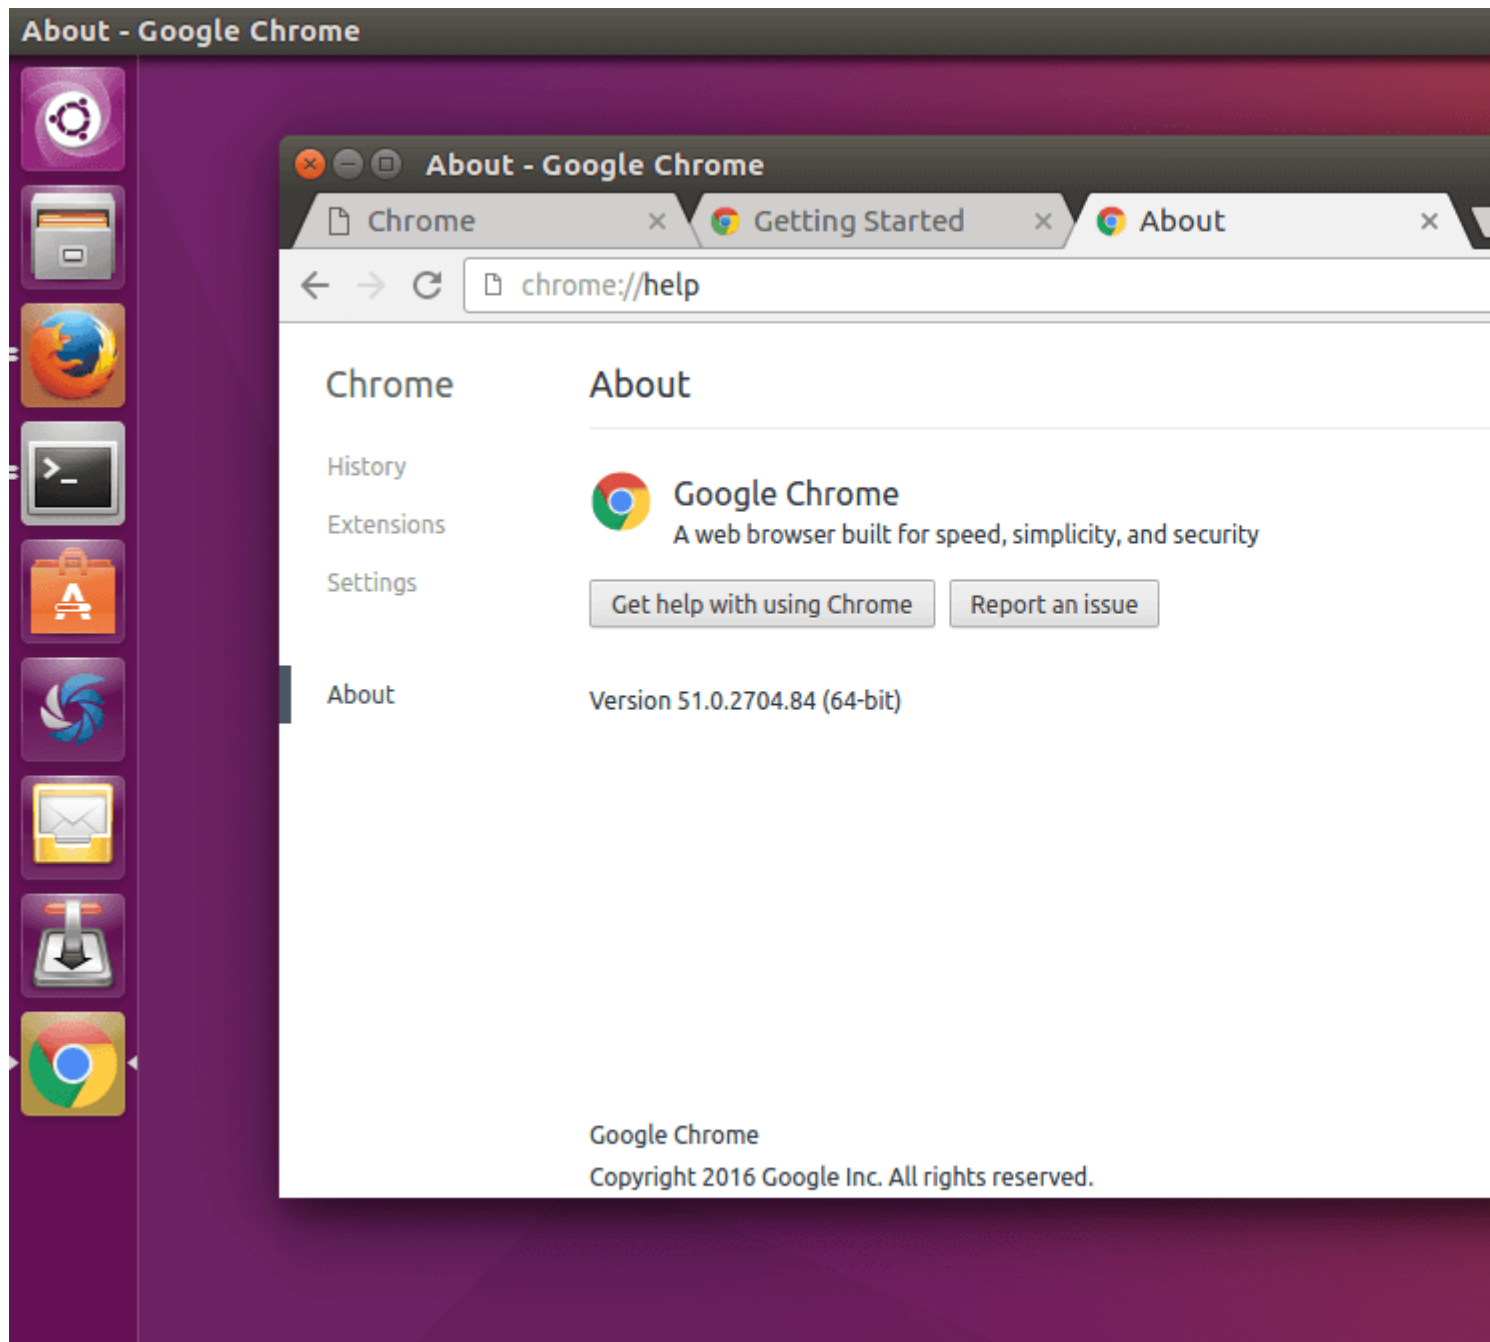 About - Google Chrome
About - Google Chrome
Chrome
Getting Started
About
chrome://help
Chrome
About
History
Extensions
Settings
Google Chrome
A web browser built for speed, simplicity, and security
Get help with using Chrome
Report an issue
About
Version 51.0.2704.84 (64-bit)
Google Chrome
Copyright 2016 Google Inc. All rights reserved.